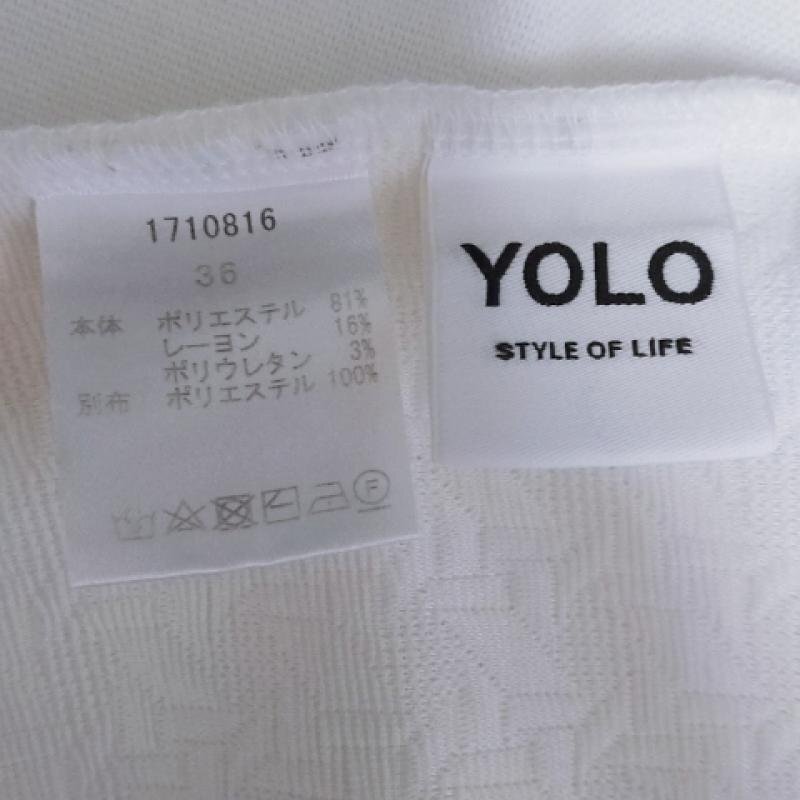 1710816
36
本体 ポリエステル 81%
レーヨン 16%
ポリウレタン 3%
別布 ポリエステル 100%
F
YOLO
STYLE OF LIFE